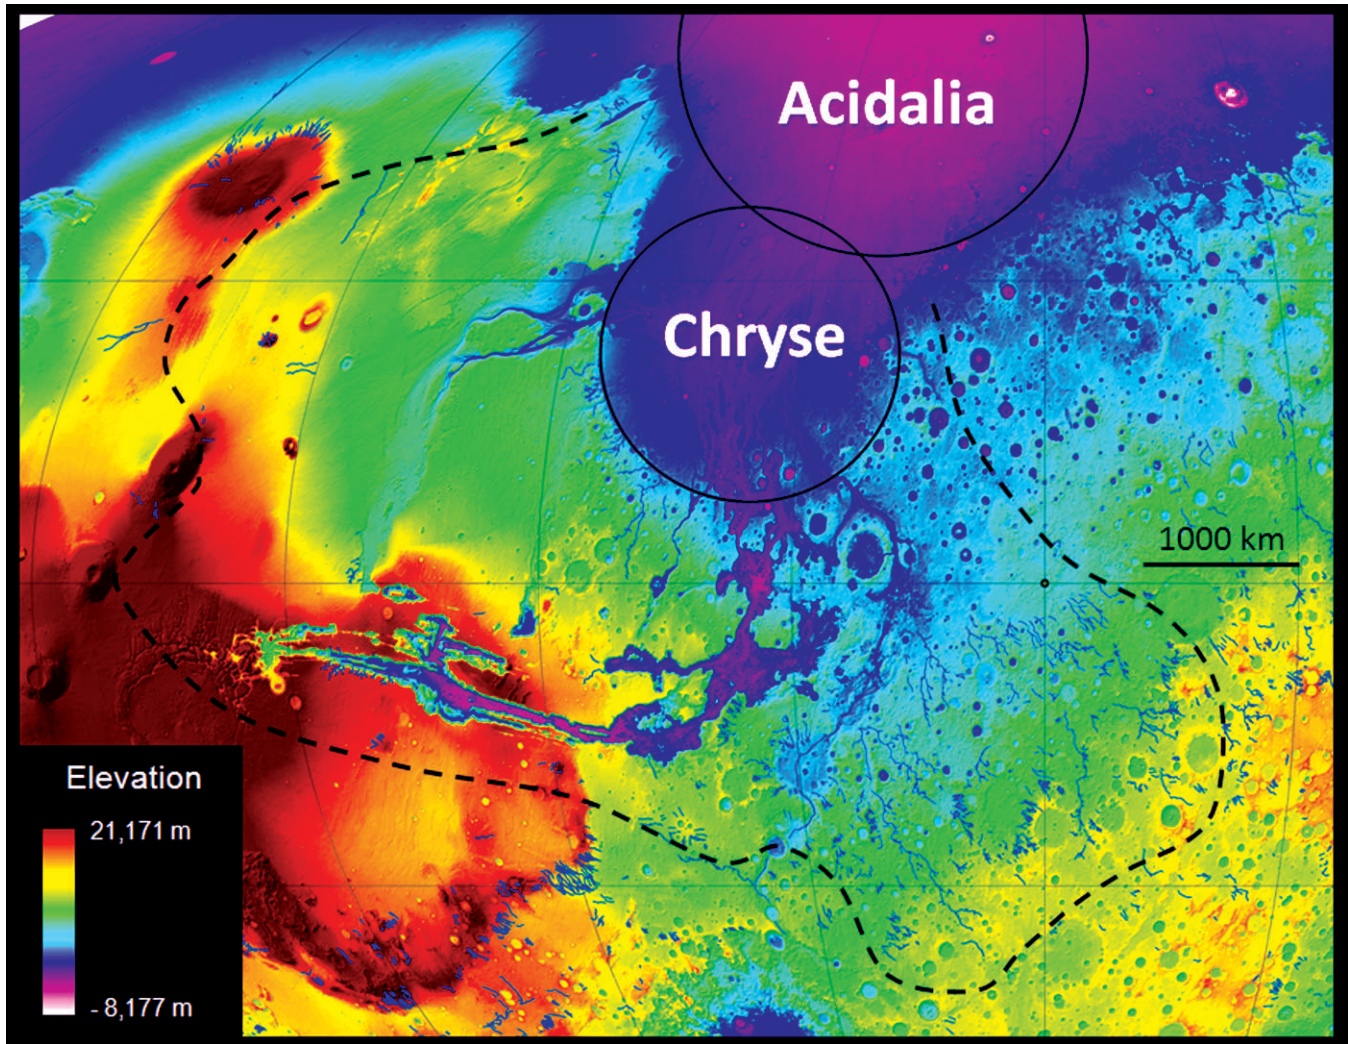 Acidalia
Chryse
1000 km
Elevation
21,171 m
- 8,177 m